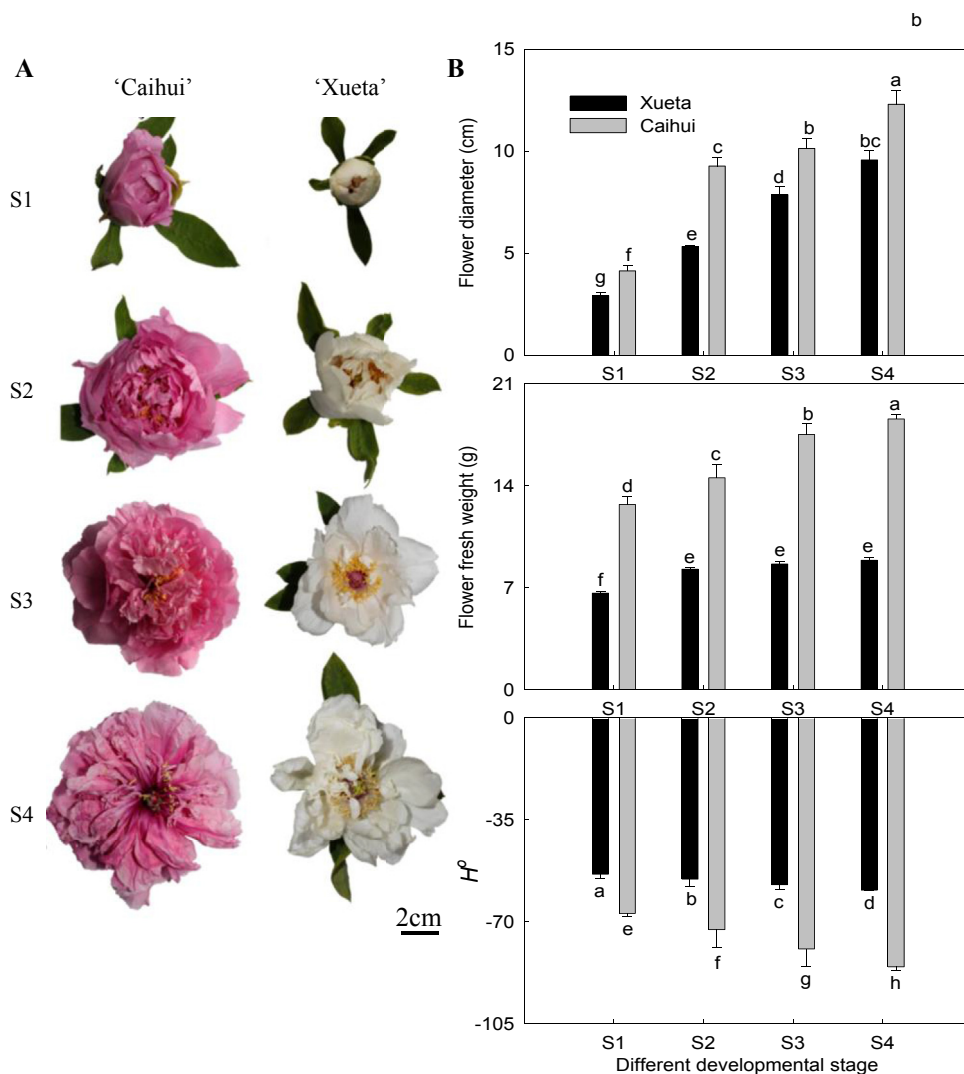 b
A
‘Caihui’
‘Xueta’
S1
S2
S3
S4
2cm
B
15
10
5
0
Flower diameter (cm)
Xueta
Caihui
g f e c d b bc a
S1 S2 S3 S4
21
14
7
0
Flower fresh weight (g)
f d e c e b e a
S1 S2 S3 S4
0
-35
-70
-105
H°
a e b f c g d h
S1 S2 S3 S4
Different developmental stage